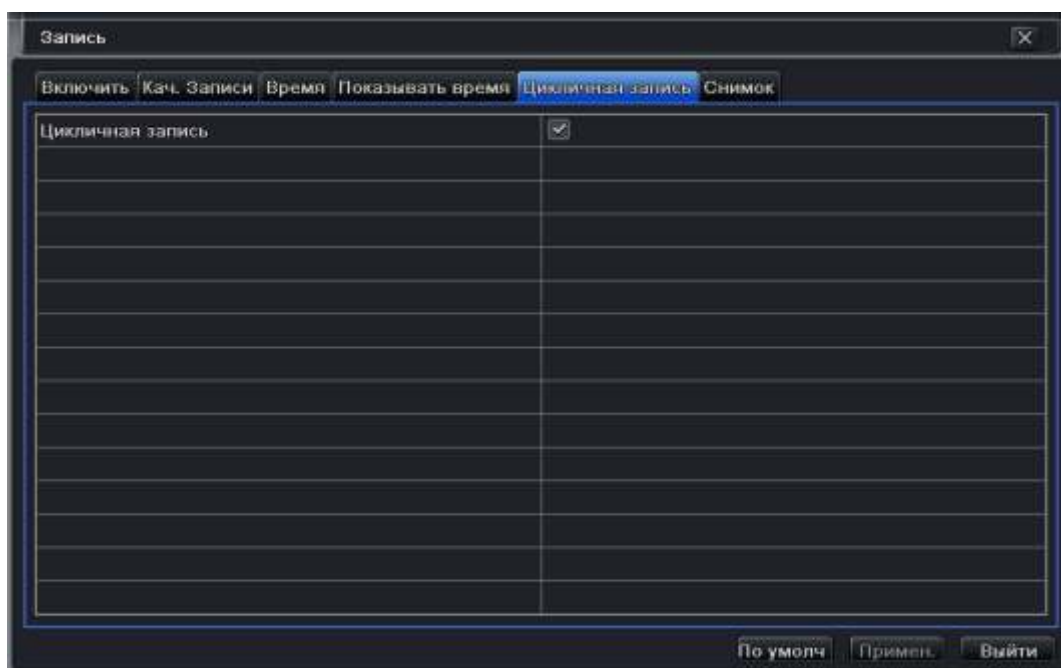 Запись
Включить Кач. Записи Время Показывать время Цикличная запись Снимок
Цикличная запись
По умолч Примен. Выйти